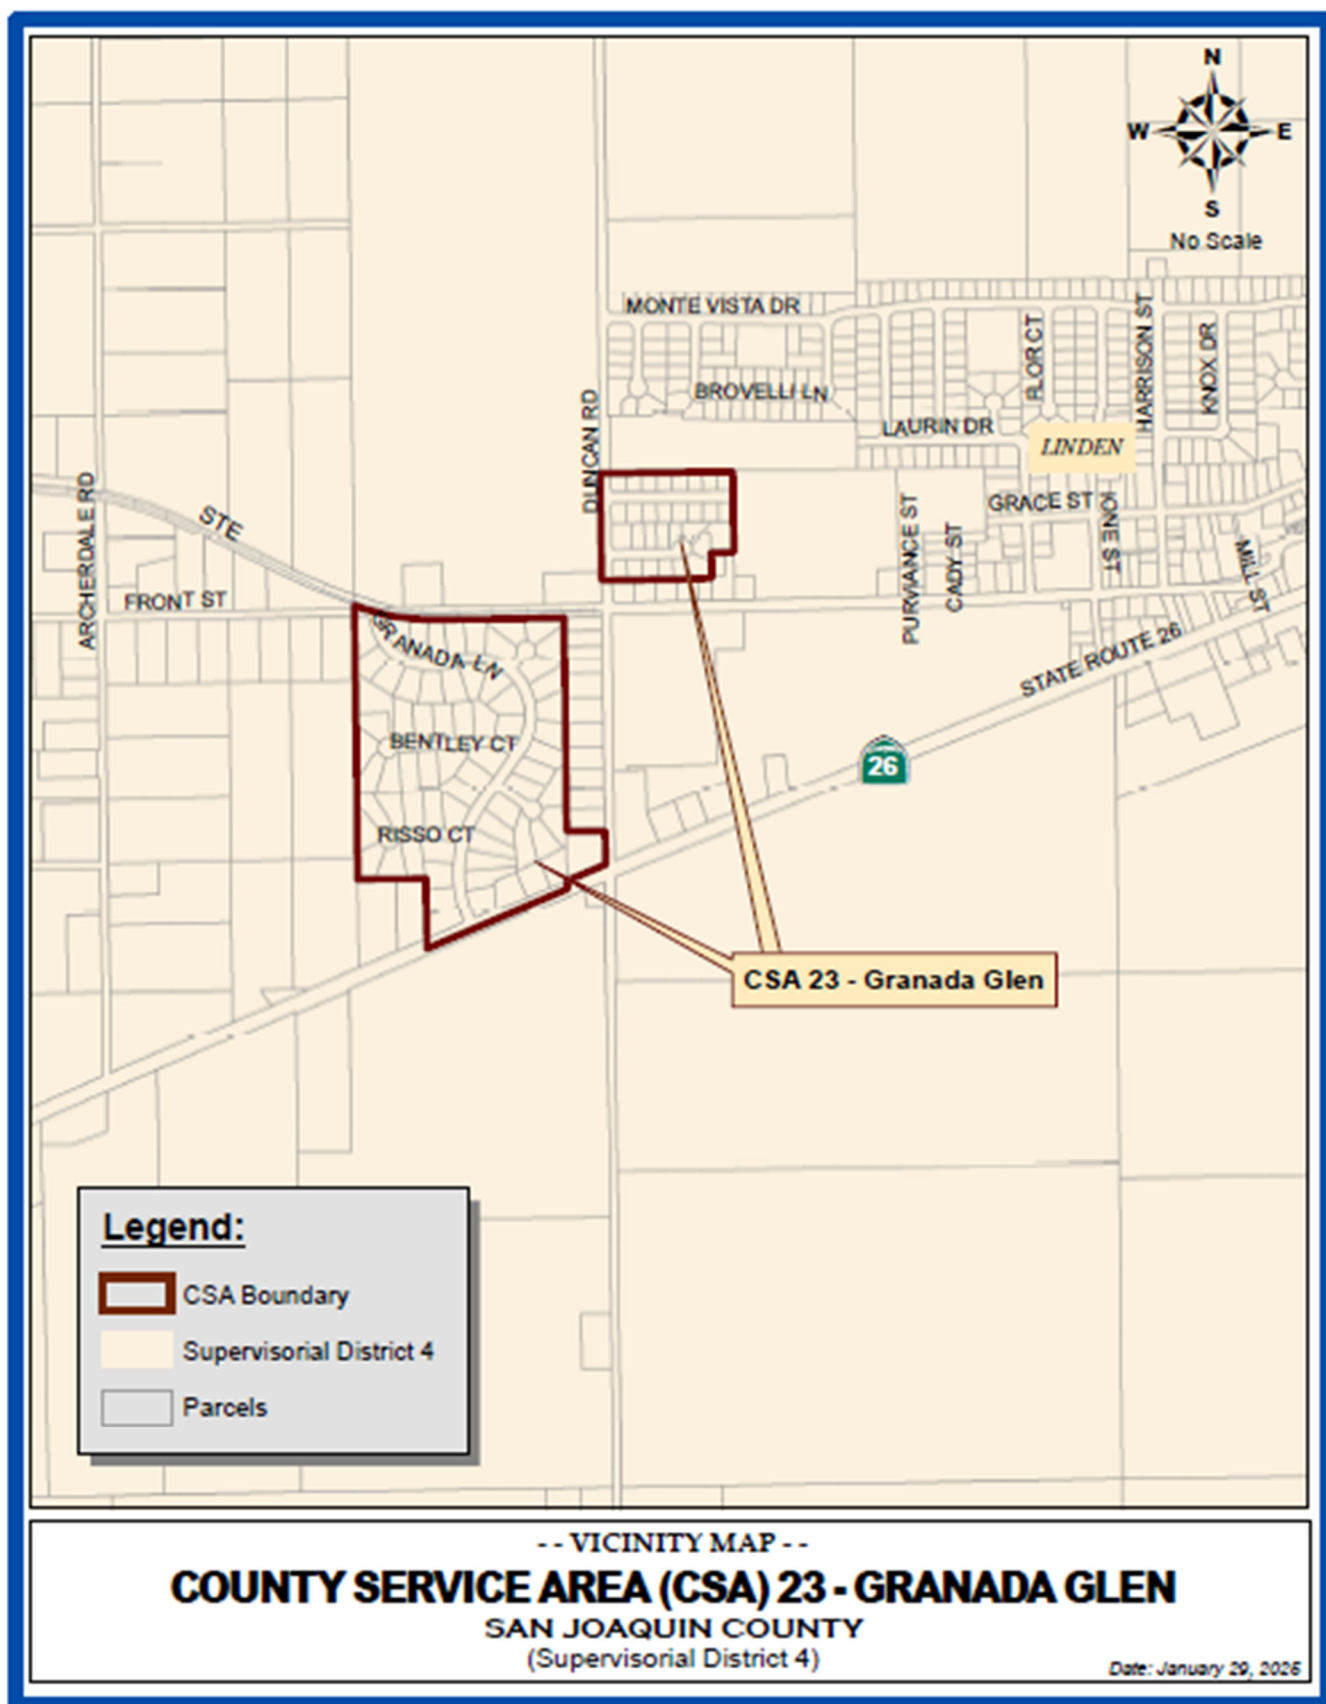 N
W E
S
No Scale
MONTE VISTA DR
BROVELLI LN
DUNCAN RD
FLOR CT
HARRISON ST
KNOX DR
LAURIN DR
LINDEN
GRACE ST
IONE ST
PURVIANCE ST
CADY ST
MILL ST
ARCHERDALE RD
STE
FRONT ST
GRANADA LN
BENTLEY CT
RISSO CT
STATE ROUTE 26
26
CSA 23 - Granada Glen
Legend:
CSA Boundary
Supervisorial District 4
Parcels
- - VICINITY MAP - -
COUNTY SERVICE AREA (CSA) 23 - GRANADA GLEN
SAN JOAQUIN COUNTY
(Supervisorial District 4)
Date: January 29,